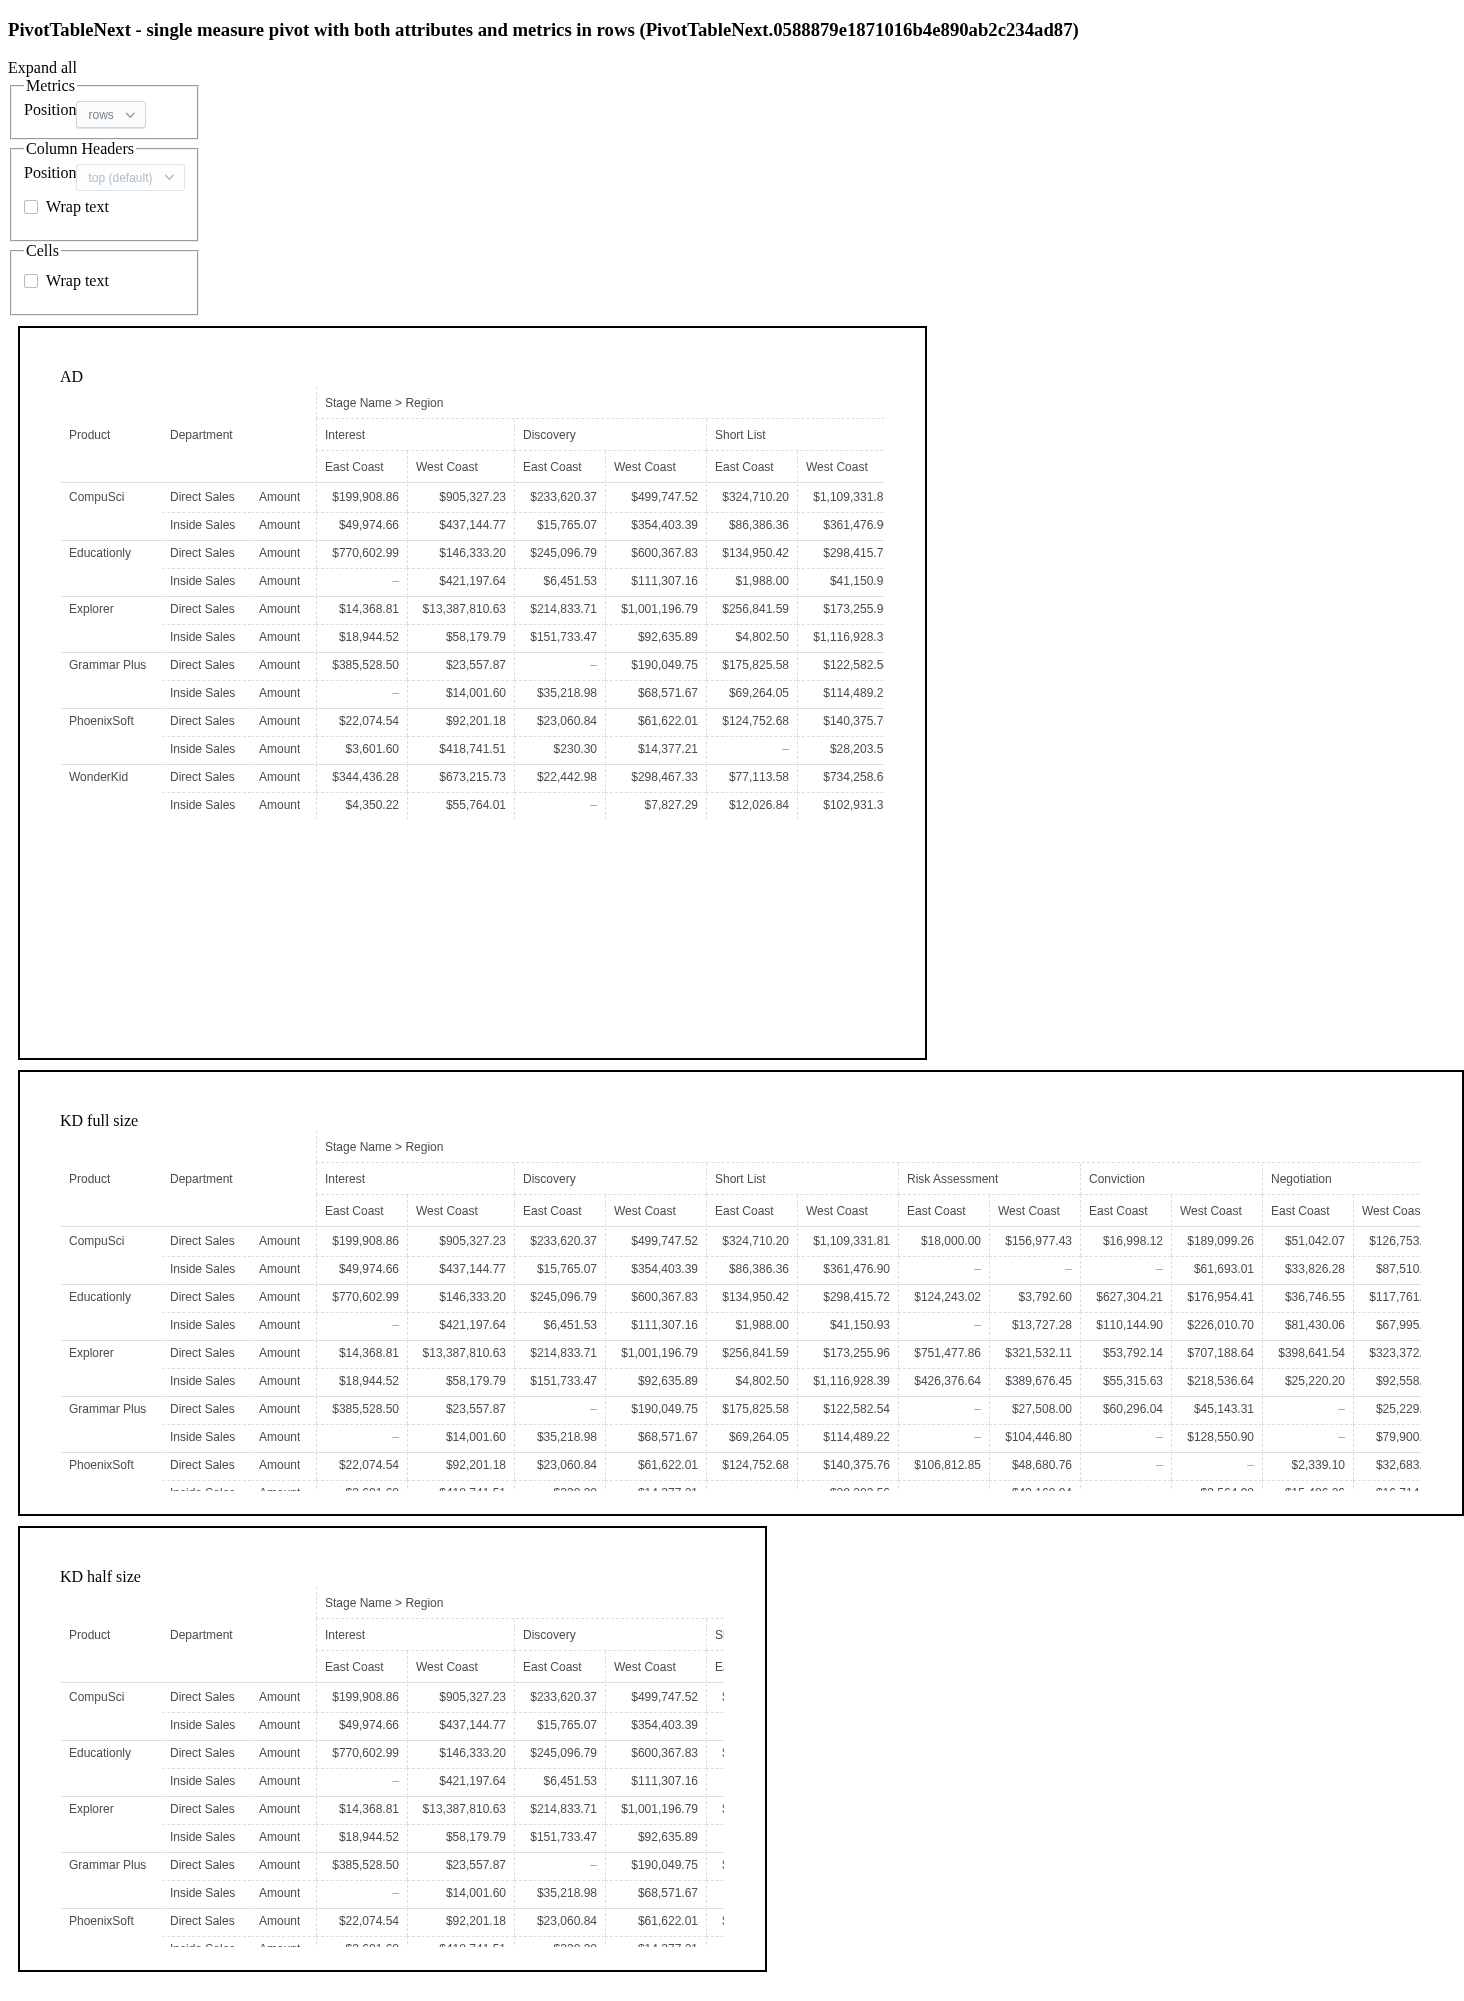 PivotTableNext - single measure pivot with both attributes and metrics in rows (PivotTableNext.0588879e1871016b4e890ab2c234ad87)
Expand all
Metrics
Position rows
Column Headers
Position top (default)
Wrap text
Cells
Wrap text
AD
Stage Name > Region
Product Department Interest Discovery Short List
East Coast West Coast East Coast West Coast East Coast West Coast
CompuSci Direct Sales Amount $199,908.86 $905,327.23 $233,620.37 $499,747.52 $324,710.20 $1,109,331.8
Inside Sales Amount $49,974.66 $437,144.77 $15,765.07 $354,403.39 $86,386.36 $361,476.9
Educationly Direct Sales Amount $770,602.99 $146,333.20 $245,096.79 $600,367.83 $134,950.42 $298,415.7
Inside Sales Amount – $421,197.64 $6,451.53 $111,307.16 $1,988.00 $41,150.9
Explorer Direct Sales Amount $14,368.81 $13,387,810.63 $214,833.71 $1,001,196.79 $256,841.59 $173,255.9
Inside Sales Amount $18,944.52 $58,179.79 $151,733.47 $92,635.89 $4,802.50 $1,116,928.3
Grammar Plus Direct Sales Amount $385,528.50 $23,557.87 – $190,049.75 $175,825.58 $122,582.5
Inside Sales Amount – $14,001.60 $35,218.98 $68,571.67 $69,264.05 $114,489.2
PhoenixSoft Direct Sales Amount $22,074.54 $92,201.18 $23,060.84 $61,622.01 $124,752.68 $140,375.7
Inside Sales Amount $3,601.60 $418,741.51 $230.30 $14,377.21 – $28,203.5
WonderKid Direct Sales Amount $344,436.28 $673,215.73 $22,442.98 $298,467.33 $77,113.58 $734,258.6
Inside Sales Amount $4,350.22 $55,764.01 – $7,827.29 $12,026.84 $102,931.3
KD full size
Stage Name > Region
Product Department Interest Discovery Short List Risk Assessment Conviction Negotiation
East Coast West Coast East Coast West Coast East Coast West Coast East Coast West Coast East Coast West Coast East Coast West Coas
CompuSci Direct Sales Amount $199,908.86 $905,327.23 $233,620.37 $499,747.52 $324,710.20 $1,109,331.81 $18,000.00 $156,977.43 $16,998.12 $189,099.26 $51,042.07 $126,753.
Inside Sales Amount $49,974.66 $437,144.77 $15,765.07 $354,403.39 $86,386.36 $361,476.90 – – – $61,693.01 $33,826.28 $87,510.
Educationly Direct Sales Amount $770,602.99 $146,333.20 $245,096.79 $600,367.83 $134,950.42 $298,415.72 $124,243.02 $3,792.60 $627,304.21 $176,954.41 $36,746.55 $117,761.
Inside Sales Amount – $421,197.64 $6,451.53 $111,307.16 $1,988.00 $41,150.93 – $13,727.28 $110,144.90 $226,010.70 $81,430.06 $67,995.
Explorer Direct Sales Amount $14,368.81 $13,387,810.63 $214,833.71 $1,001,196.79 $256,841.59 $173,255.96 $751,477.86 $321,532.11 $53,792.14 $707,188.64 $398,641.54 $323,372.
Inside Sales Amount $18,944.52 $58,179.79 $151,733.47 $92,635.89 $4,802.50 $1,116,928.39 $426,376.64 $389,676.45 $55,315.63 $218,536.64 $25,220.20 $92,558.
Grammar Plus Direct Sales Amount $385,528.50 $23,557.87 – $190,049.75 $175,825.58 $122,582.54 – $27,508.00 $60,296.04 $45,143.31 – $25,229.
Inside Sales Amount – $14,001.60 $35,218.98 $68,571.67 $69,264.05 $114,489.22 – $104,446.80 – $128,550.90 – $79,900.
PhoenixSoft Direct Sales Amount $22,074.54 $92,201.18 $23,060.84 $61,622.01 $124,752.68 $140,375.76 $106,812.85 $48,680.76 – – $2,339.10 $32,683.
KD half size
Stage Name > Region
Product Department Interest Discovery
East Coast West Coast East Coast West Coast
CompuSci Direct Sales Amount $199,908.86 $905,327.23 $233,620.37 $499,747.52
Inside Sales Amount $49,974.66 $437,144.77 $15,765.07 $354,403.39
Educationly Direct Sales Amount $770,602.99 $146,333.20 $245,096.79 $600,367.83
Inside Sales Amount – $421,197.64 $6,451.53 $111,307.16
Explorer Direct Sales Amount $14,368.81 $13,387,810.63 $214,833.71 $1,001,196.79
Inside Sales Amount $18,944.52 $58,179.79 $151,733.47 $92,635.89
Grammar Plus Direct Sales Amount $385,528.50 $23,557.87 – $190,049.75
Inside Sales Amount – $14,001.60 $35,218.98 $68,571.67
PhoenixSoft Direct Sales Amount $22,074.54 $92,201.18 $23,060.84 $61,622.01